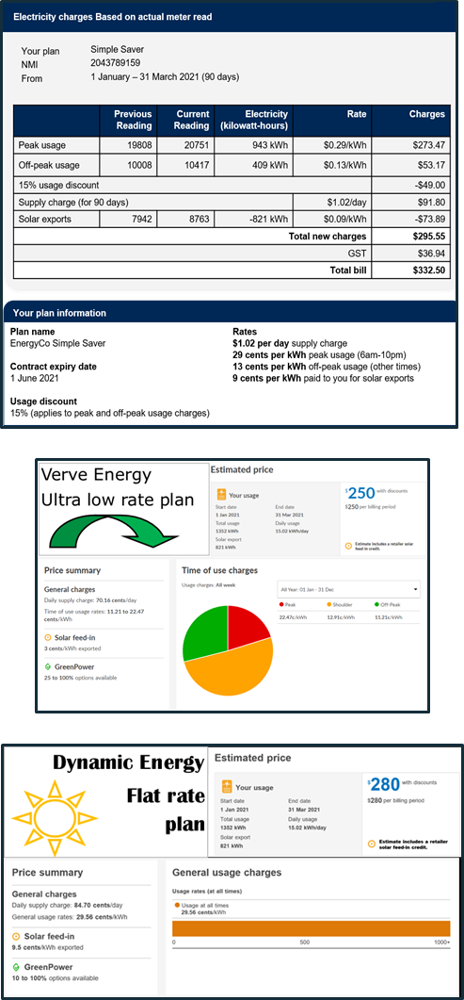 Electricity charges Based on actual meter read
Your plan Simple Saver
NMI 2043789159
From 1 January – 31 March 2021 (90 days)
Previous Reading Current Reading Electricity (kilowatt-hours) Rate Charges
Peak usage 19808 20751 943 kWh $0.29/kWh $273.47
Off-peak usage 10008 10417 409 kWh $0.13/kWh $53.17
15% usage discount -$49.00
Supply charge (for 90 days) $1.02/day $91.80
Solar exports 7942 8763 -821 kWh $0.09/kWh -$73.89
Total new charges $295.55
GST $36.94
Total bill $332.50
Your plan information
Plan name
EnergyCo Simple Saver
Contract expiry date
1 June 2021
Usage discount
15% (applies to peak and off-peak usage charges)
Rates
$1.02 per day supply charge
29 cents per kWh peak usage (6am-10pm)
13 cents per kWh off-peak usage (other times)
9 cents per kWh paid to you for solar exports
Verve Energy
Ultra low rate plan
Estimated price
Your usage
Start date End date
1 Jan 2021 31 Mar 2021
Total usage Daily usage
1352 kWh 15.02 kWh/day
Solar export
821 kWh
$250 with discounts
$250 per billing period
Estimate includes a retailer solar feed-in credit.
Price summary
General charges
Daily supply charge: 70.16 cents/day
Time of use usage rates: 11.21 to 22.47
cents/kWh
Solar feed-in
3 cents/kWh exported
GreenPower
25 to 100% options available
Time of use charges
Usage charges: All week
All Year: 01 Jan - 31 Dec
Peak Shoulder Off-Peak
22.47c/kWh 12.91c/kWh 11.21c/kWh
Dynamic Energy
Flat rate
plan
Estimated price
Your usage
Start date End date
1 Jan 2021 31 Mar 2021
Total usage Daily usage
1352 kWh 15.02 kWh/day
Solar export
821 kWh
$280 with discounts
$280 per billing period
Estimate includes a retailer
solar feed-in credit.
Price summary
General charges
Daily supply charge: 84.70 cents/day
General usage rates: 29.56 cents/kWh
Solar feed-in
9.5 cents/kWh exported
GreenPower
10 to 100% options available
General usage charges
Usage rates (at all times)
Usage at all times
29.56 cents/kWh
0 500 1000+